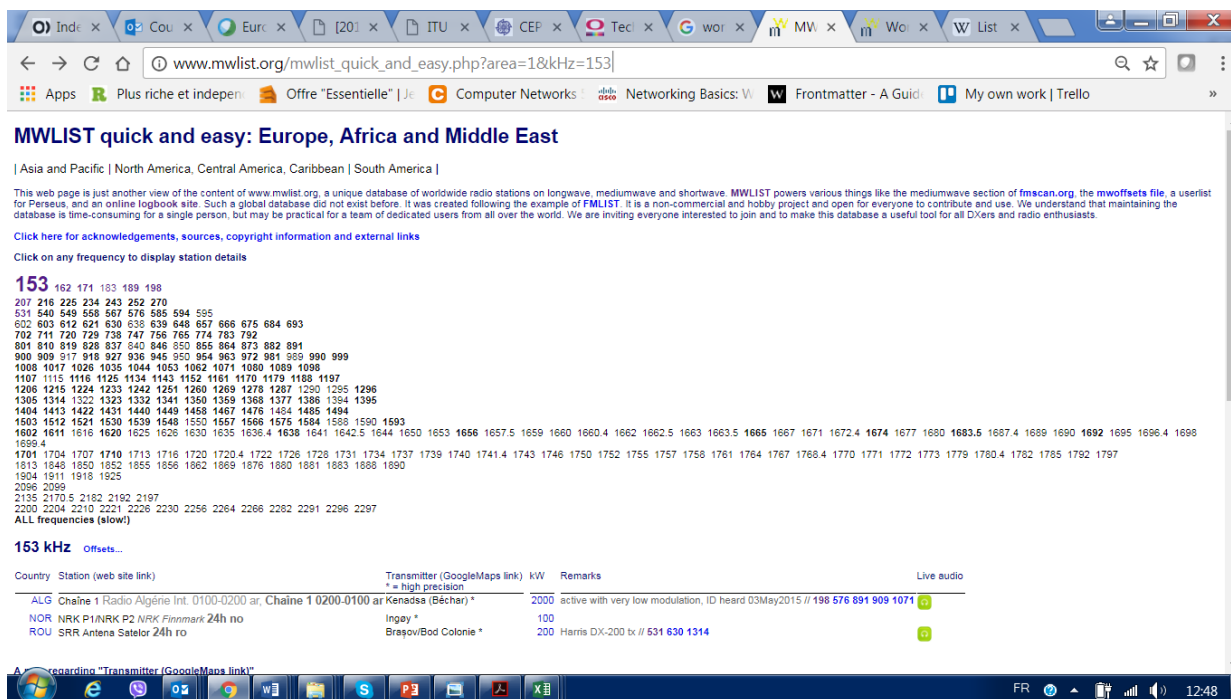 Inde
Cou
Euro
[201
ITU
CEP
Tecl
wor
MW
Wor
List
www.mwlist.org/mwlist_quick_and_easy.php?area=1&kHz=153
Apps Plus riche et indepen Offre "Essentielle" | Je Computer Networks Networking Basics: W Frontmatter - A Guid My own work | Trello »
MWLIST quick and easy: Europe, Africa and Middle East
| Asia and Pacific | North America, Central America, Caribbean | South America |
This web page is just another view of the content of www.mwlist.org, a unique database of worldwide radio stations on longwave, mediumwave and shortwave. MWLIST powers various things like the mediumwave section of fmscan.org, the mwoffsets file, a userlist
for Perseus, and an online logbook site. Such a global database did not exist before. It was created following the example of FMLIST. It is a non-commercial and hobby project and open for everyone to contribute and use. We understand that maintaining the
database is time-consuming for a single person, but may be practical for a team of dedicated users from all over the world. We are inviting everyone interested to join and to make this database a useful tool for all DXers and radio enthusiasts.
Click here for acknowledgements, sources, copyright information and external links
Click on any frequency to display station details
153 162 171 183 189 198
207 216 225 234 243 252 270
531 540 549 558 567 576 585 594 595
602 603 612 621 630 638 639 648 657 666 675 684 693
702 711 720 729 738 747 756 765 774 783 792
801 810 819 828 837 840 846 850 855 864 873 882 891
900 909 917 918 927 936 945 950 954 963 972 981 989 990 999
1008 1017 1026 1035 1044 1053 1062 1071 1080 1089 1098
1107 1115 1116 1125 1134 1143 1152 1161 1170 1179 1188 1197
1206 1215 1224 1233 1242 1251 1260 1269 1278 1287 1290 1295 1296
1305 1314 1322 1323 1332 1341 1350 1359 1368 1377 1386 1394 1395
1404 1413 1422 1431 1440 1449 1458 1467 1476 1484 1485 1494
1503 1512 1521 1530 1539 1548 1550 1557 1566 1575 1584 1588 1590 1593
1602 1611 1616 1620 1625 1626 1630 1635 1636.4 1638 1641 1642.5 1644 1650 1653 1656 1657.5 1659 1660 1660.4 1662 1662.5 1663 1663.5 1665 1667 1671 1672.4 1674 1677 1680 1683.5 1687.4 1689 1690 1692 1695 1696.4 1698
1699.4
1701 1704 1707 1710 1713 1716 1720 1720.4 1722 1726 1728 1731 1734 1737 1739 1740 1741.4 1743 1746 1750 1752 1755 1757 1758 1761 1764 1767 1768.4 1770 1771 1772 1773 1779 1780.4 1782 1785 1792 1797
1813 1848 1850 1852 1855 1856 1862 1869 1876 1880 1881 1883 1888 1890
1904 1911 1918 1925
2096 2099
2135 2170.5 2182 2192 2197
2200 2204 2210 2221 2226 2230 2256 2264 2266 2282 2291 2296 2297
ALL frequencies (slow!)
153 kHz Offsets...
Country Station (web site link) Transmitter (GoogleMaps link) kW Remarks Live audio
* = high precision
ALG Chaîne 1 Radio Algérie Int. 0100-0200 ar, Chaîne 1 0200-0100 ar Kenadsa (Béchar) * 2000 active with very low modulation, ID heard 03May2015 // 198 576 891 909 1071
NOR NRK P1/NRK P2 NRK Finnmark 24h no Ingøy * 100
ROU SRR Antena Satelor 24h ro Brașov/Bod Colonie * 200 Harris DX-200 tx // 531 630 1314
regarding "Transmitter (GoogleMaps link)"
FR 12:48